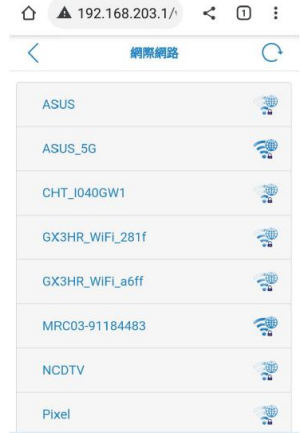 192.168.203.1/
1
網際網路
ASUS
ASUS_5G
CHT_I040GW1
GX3HR_WiFi_281f
GX3HR_WiFi_a6ff
MRC03-91184483
NCDTV
Pixel